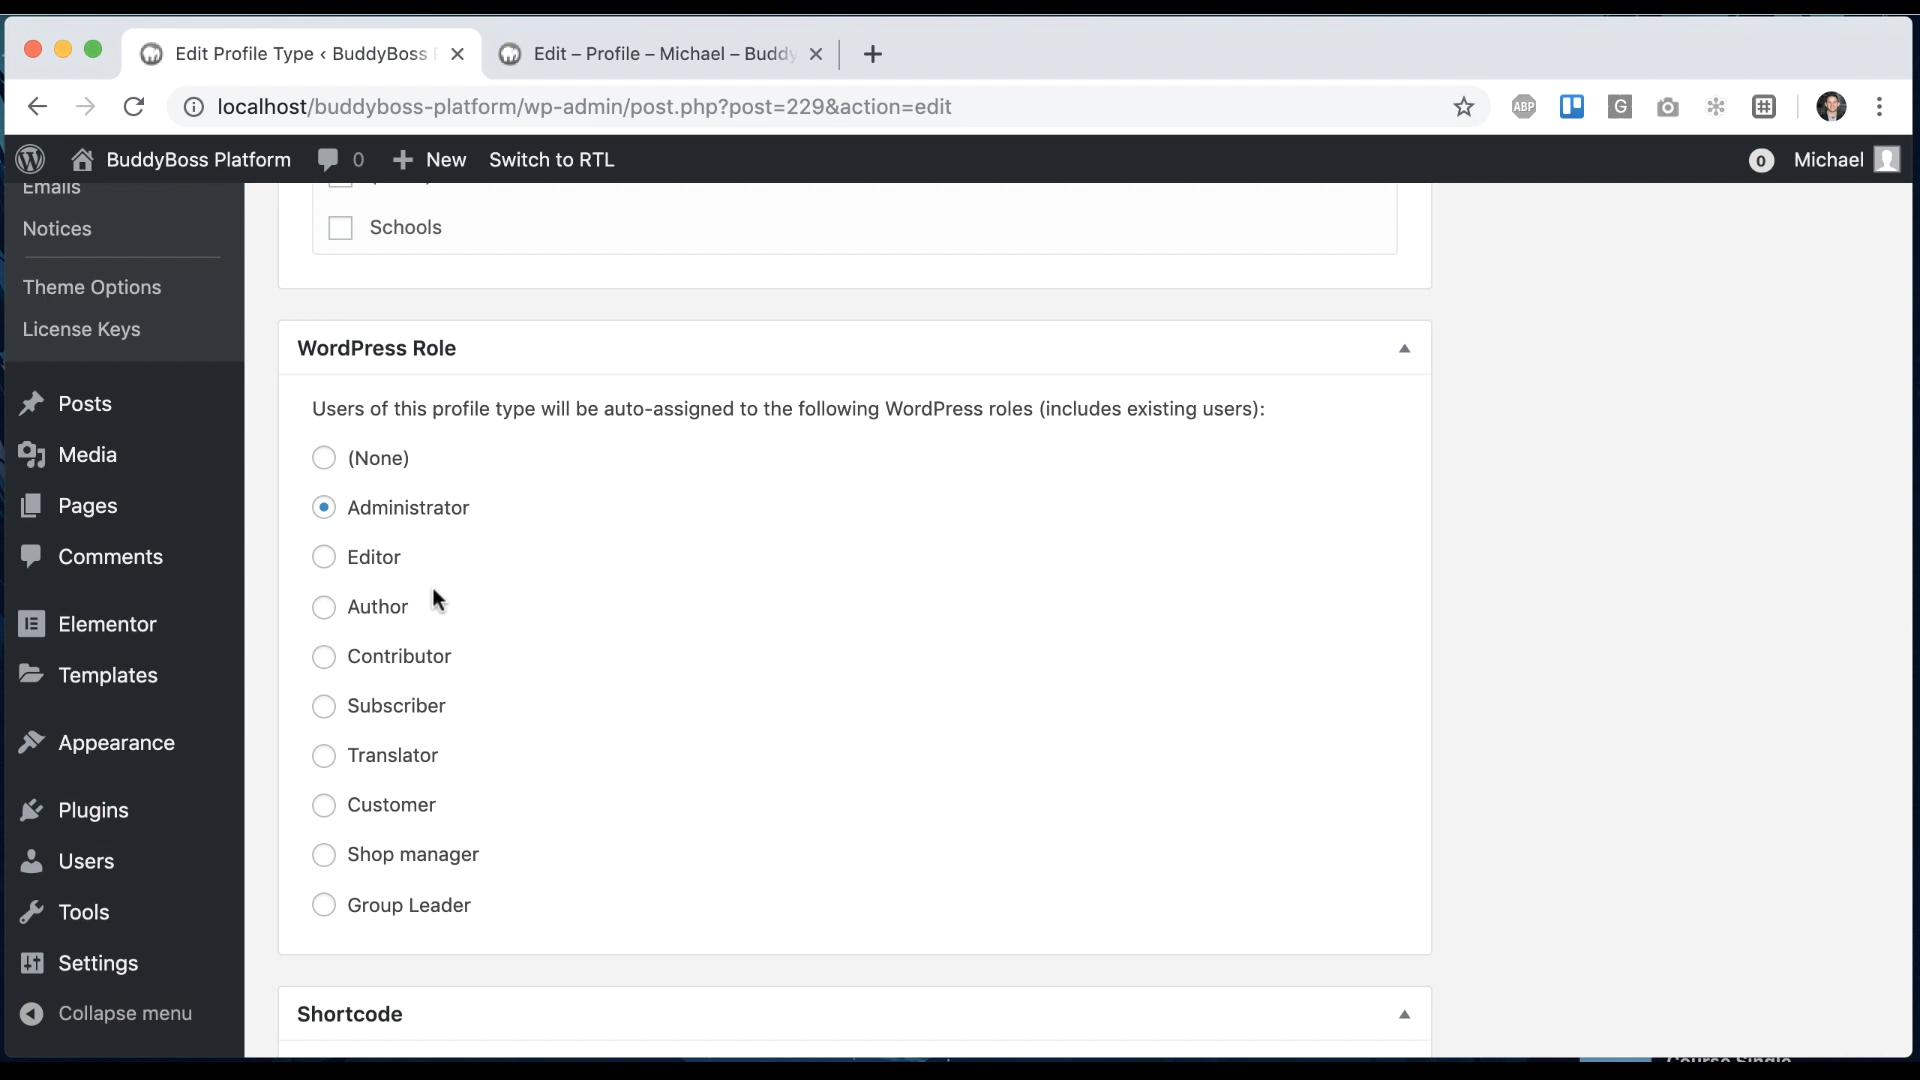 Edit Profile Type ‹ BuddyBoss
Edit – Profile – Michael – Buddy
localhost/buddyboss-platform/wp-admin/post.php?post=229&action=edit
ABP
G
BuddyBoss Platform
0
New
Switch to RTL
0
Michael
Emails
Notices
Theme Options
License Keys
Posts
Media
Pages
Comments
Elementor
Templates
Appearance
Plugins
Users
Tools
Settings
Collapse menu
Schools
WordPress Role
Users of this profile type will be auto-assigned to the following WordPress roles (includes existing users):
(None)
Administrator
Editor
Author
Contributor
Subscriber
Translator
Customer
Shop manager
Group Leader
Shortcode